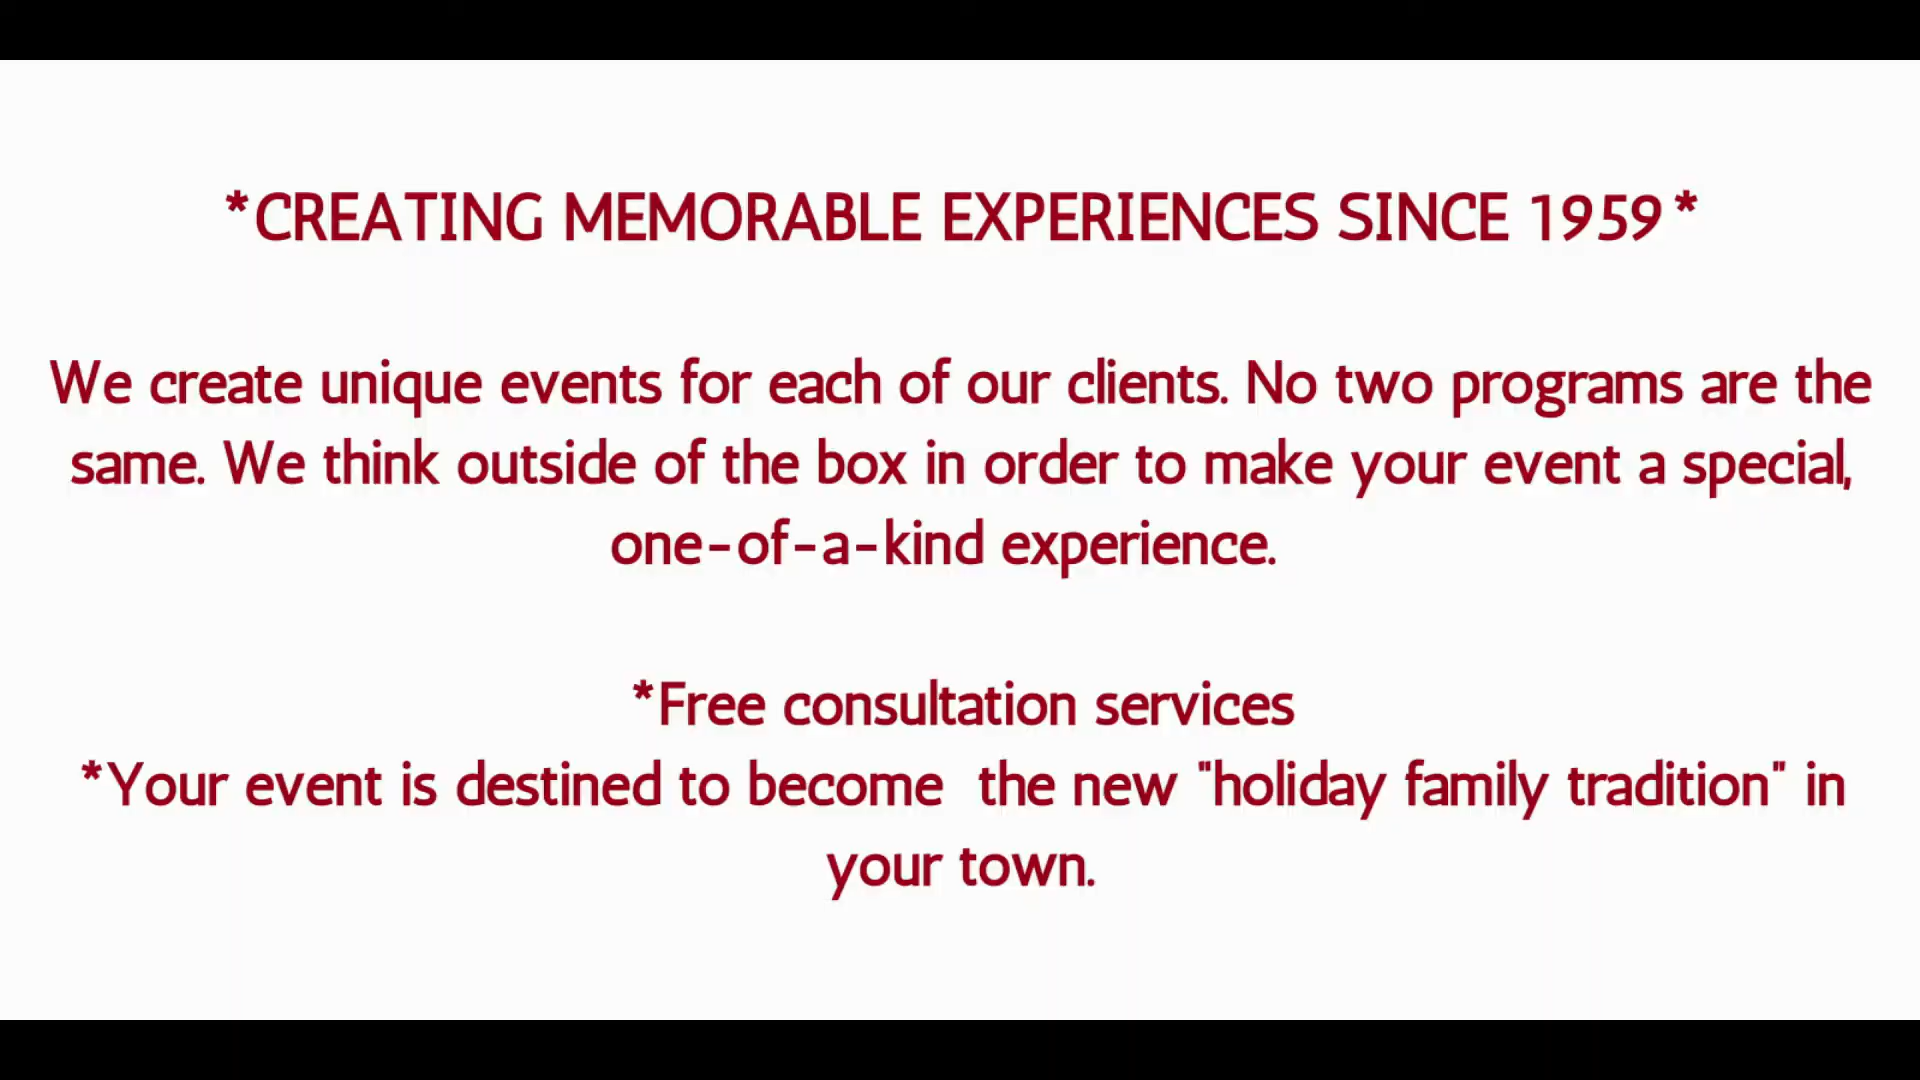 *CREATING MEMORABLE EXPERIENCES SINCE 1959*
We create unique events for each of our clients. No two programs are the
same. We think outside of the box in order to make your event a special,
one-of-a-kind experience.
*Free consultation services
*Your event is destined to become  the new "holiday family tradition" in
your town.